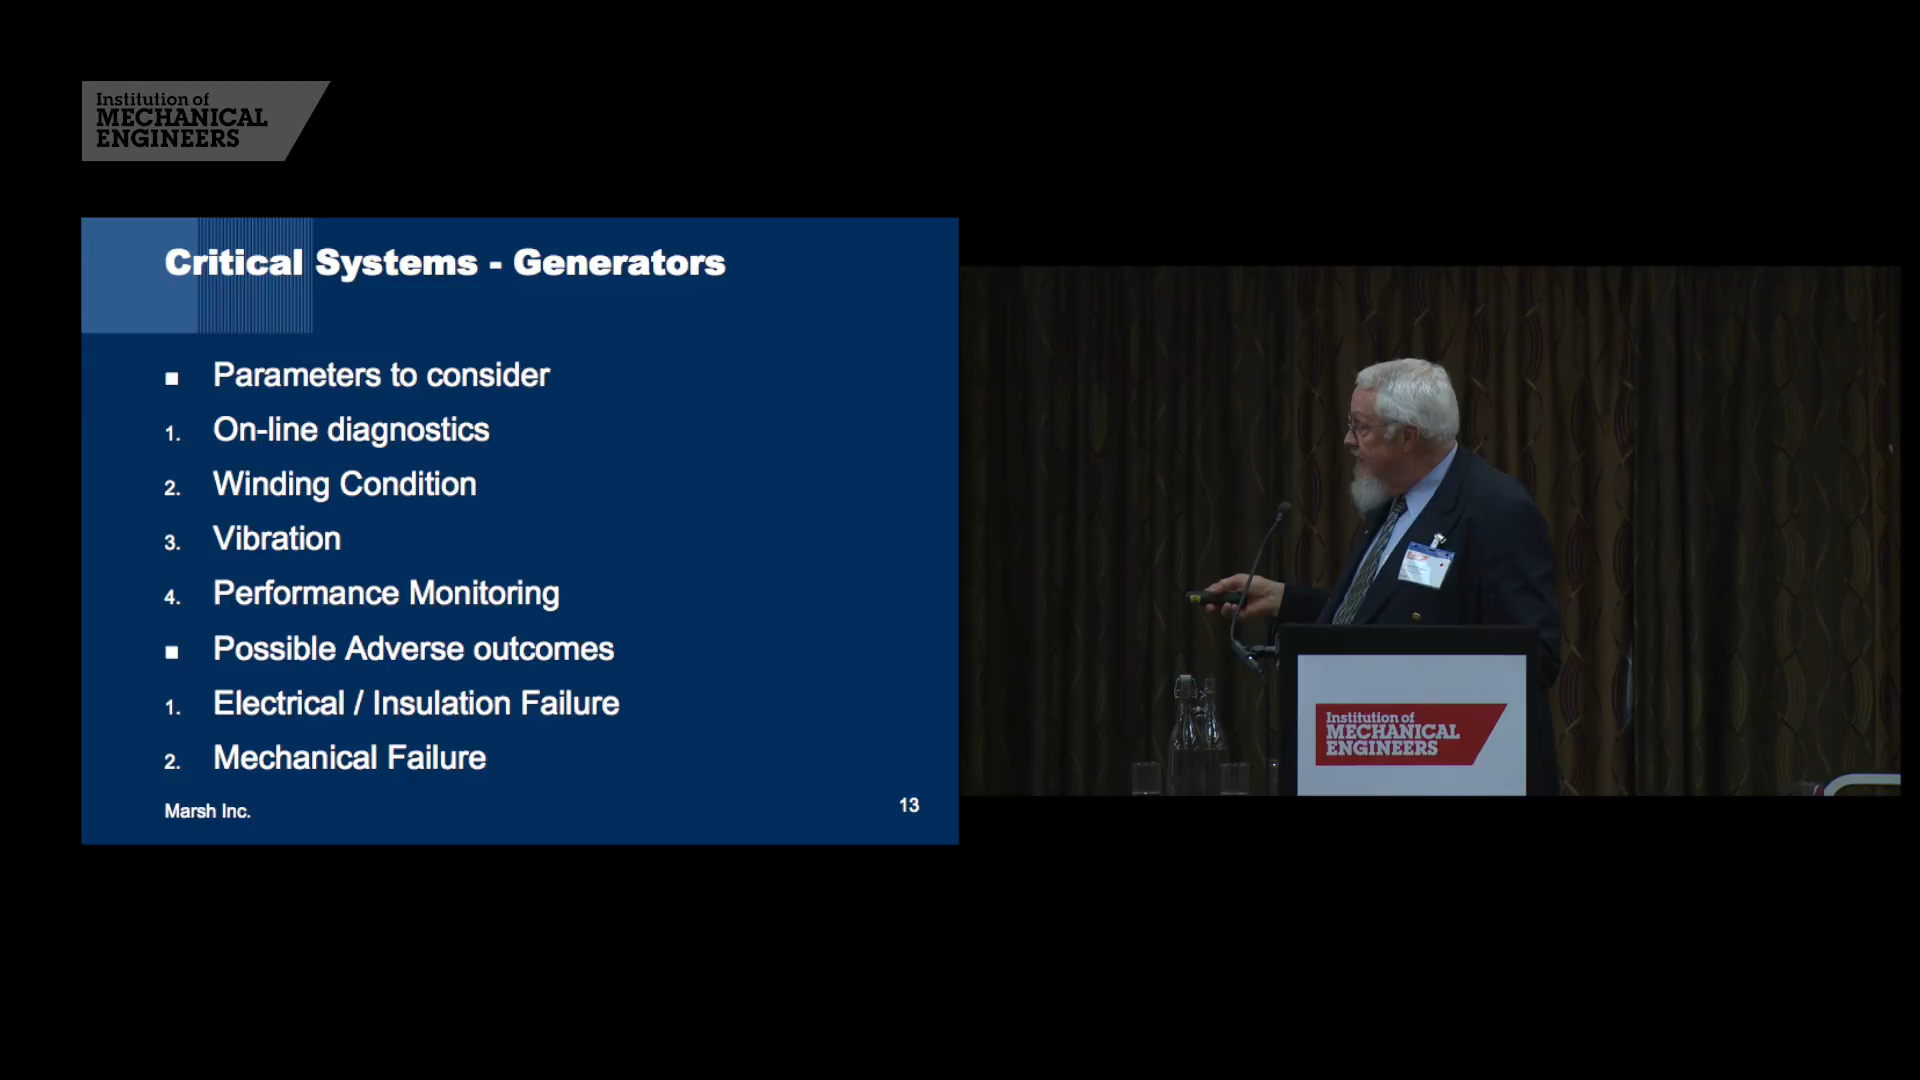 Institution of
MECHANICAL
ENGINEERS
Critical Systems - Generators
■ Parameters to consider
1. On-line diagnostics
2. Winding Condition
3. Vibration
4. Performance Monitoring
■ Possible Adverse outcomes
1. Electrical / Insulation Failure
2. Mechanical Failure
Marsh Inc.
13
Institution of
MECHANICAL
ENGINEERS